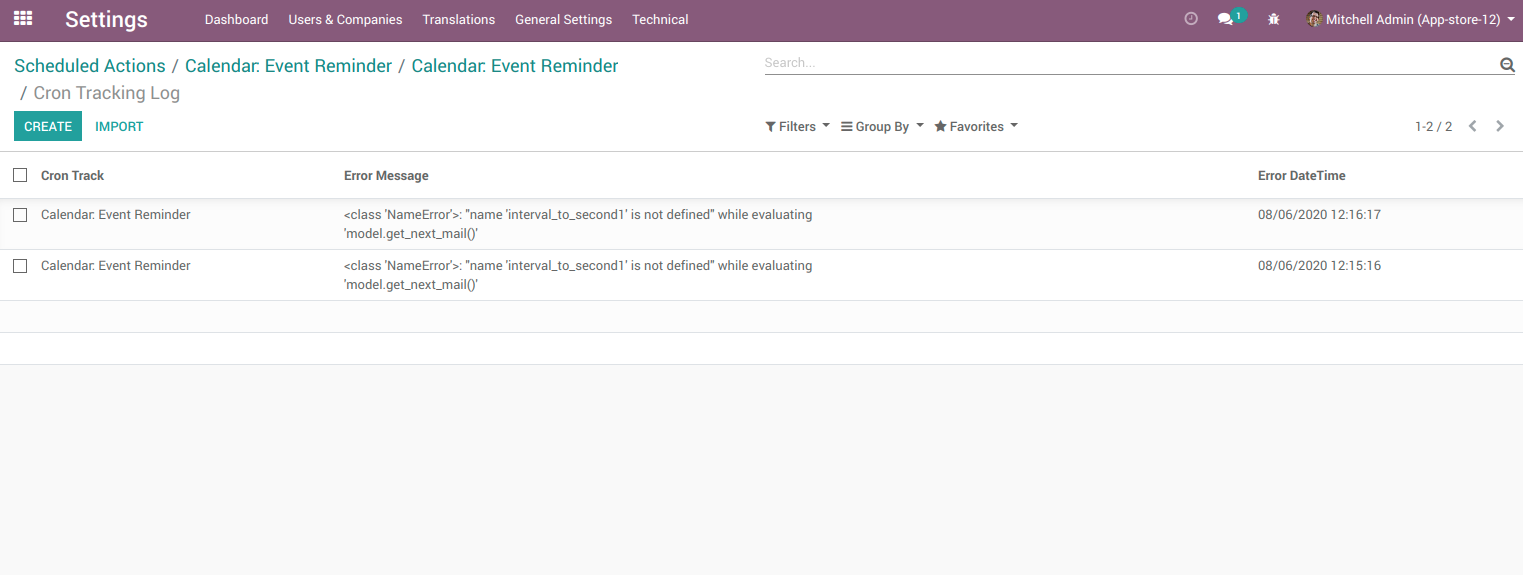 Settings Dashboard Users & Companies Translations General Settings Technical 1 Mitchell Admin (App-store-12)
Scheduled Actions / Calendar: Event Reminder / Calendar: Event Reminder
/ Cron Tracking Log
Search...
CREATE IMPORT Filters Group By Favorites 1-2 / 2
Cron Track Error Message Error DateTime
Calendar: Event Reminder <class 'NameError'>: "name 'interval_to_second1' is not defined" while evaluating 08/06/2020 12:16:17
'model.get_next_mail()'
Calendar: Event Reminder <class 'NameError'>: "name 'interval_to_second1' is not defined" while evaluating 08/06/2020 12:15:16
'model.get_next_mail()'